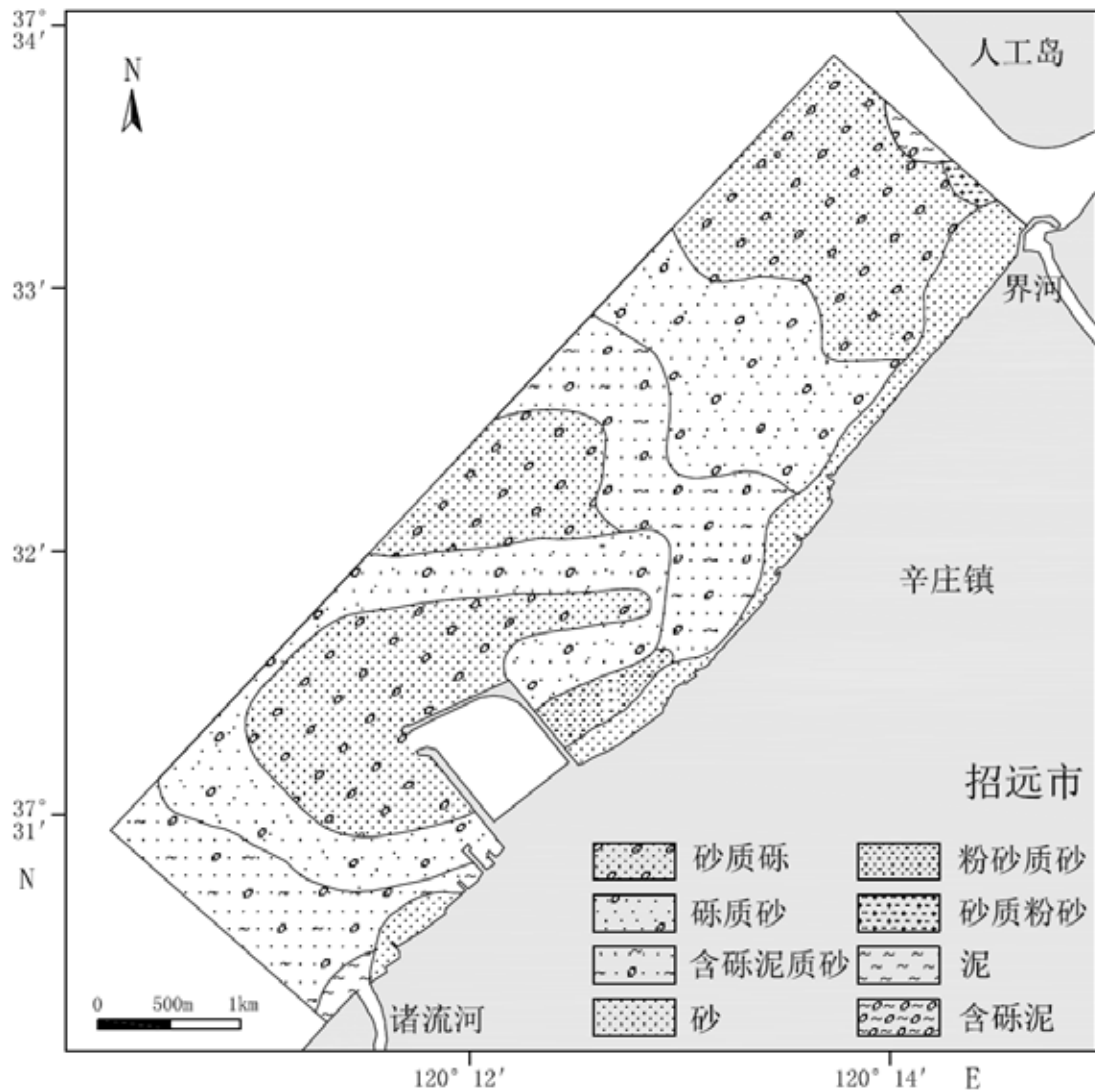 37°
34′
人工岛
N
33′
界河
32′
辛庄镇
招远市
37°
31′
N
砂质砾
粉砂质砂
砾质砂
砂质粉砂
含砾泥质砂
泥
砂
含砾泥
0 500m 1km
诸流河
120° 12′
120° 14′
E